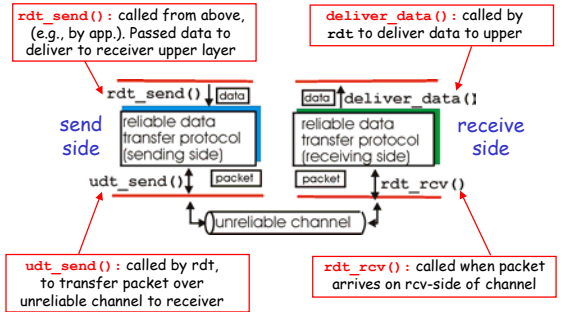 rdt_send(): called from above,
(e.g., by app.). Passed data to
deliver to receiver upper layer
deliver_data(): called by
rdt to deliver data to upper
rdt_send() data
data deliver_data()
send
side
reliable data
transfer protocol
(sending side)
reliable data
transfer protocol
(receiving side)
receive
side
udt_send() packet
packet rdt_rcv()
unreliable channel
udt_send(): called by rdt,
to transfer packet over
unreliable channel to receiver
rdt_rcv(): called when packet
arrives on rcv-side of channel